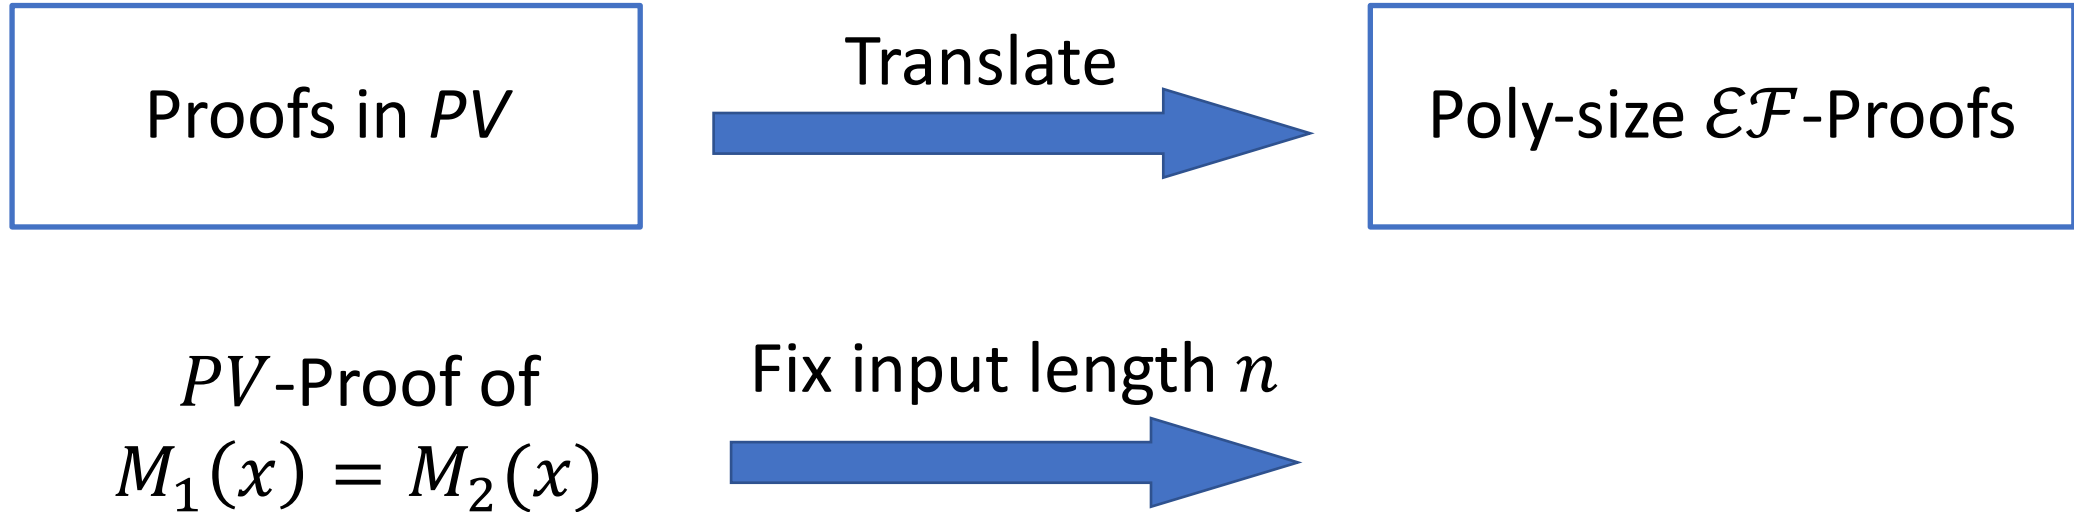 Proofs in PV
Translate
Poly-size ℰℱ-Proofs
PV-Proof of
M₁(x) = M₂(x)
Fix input length n